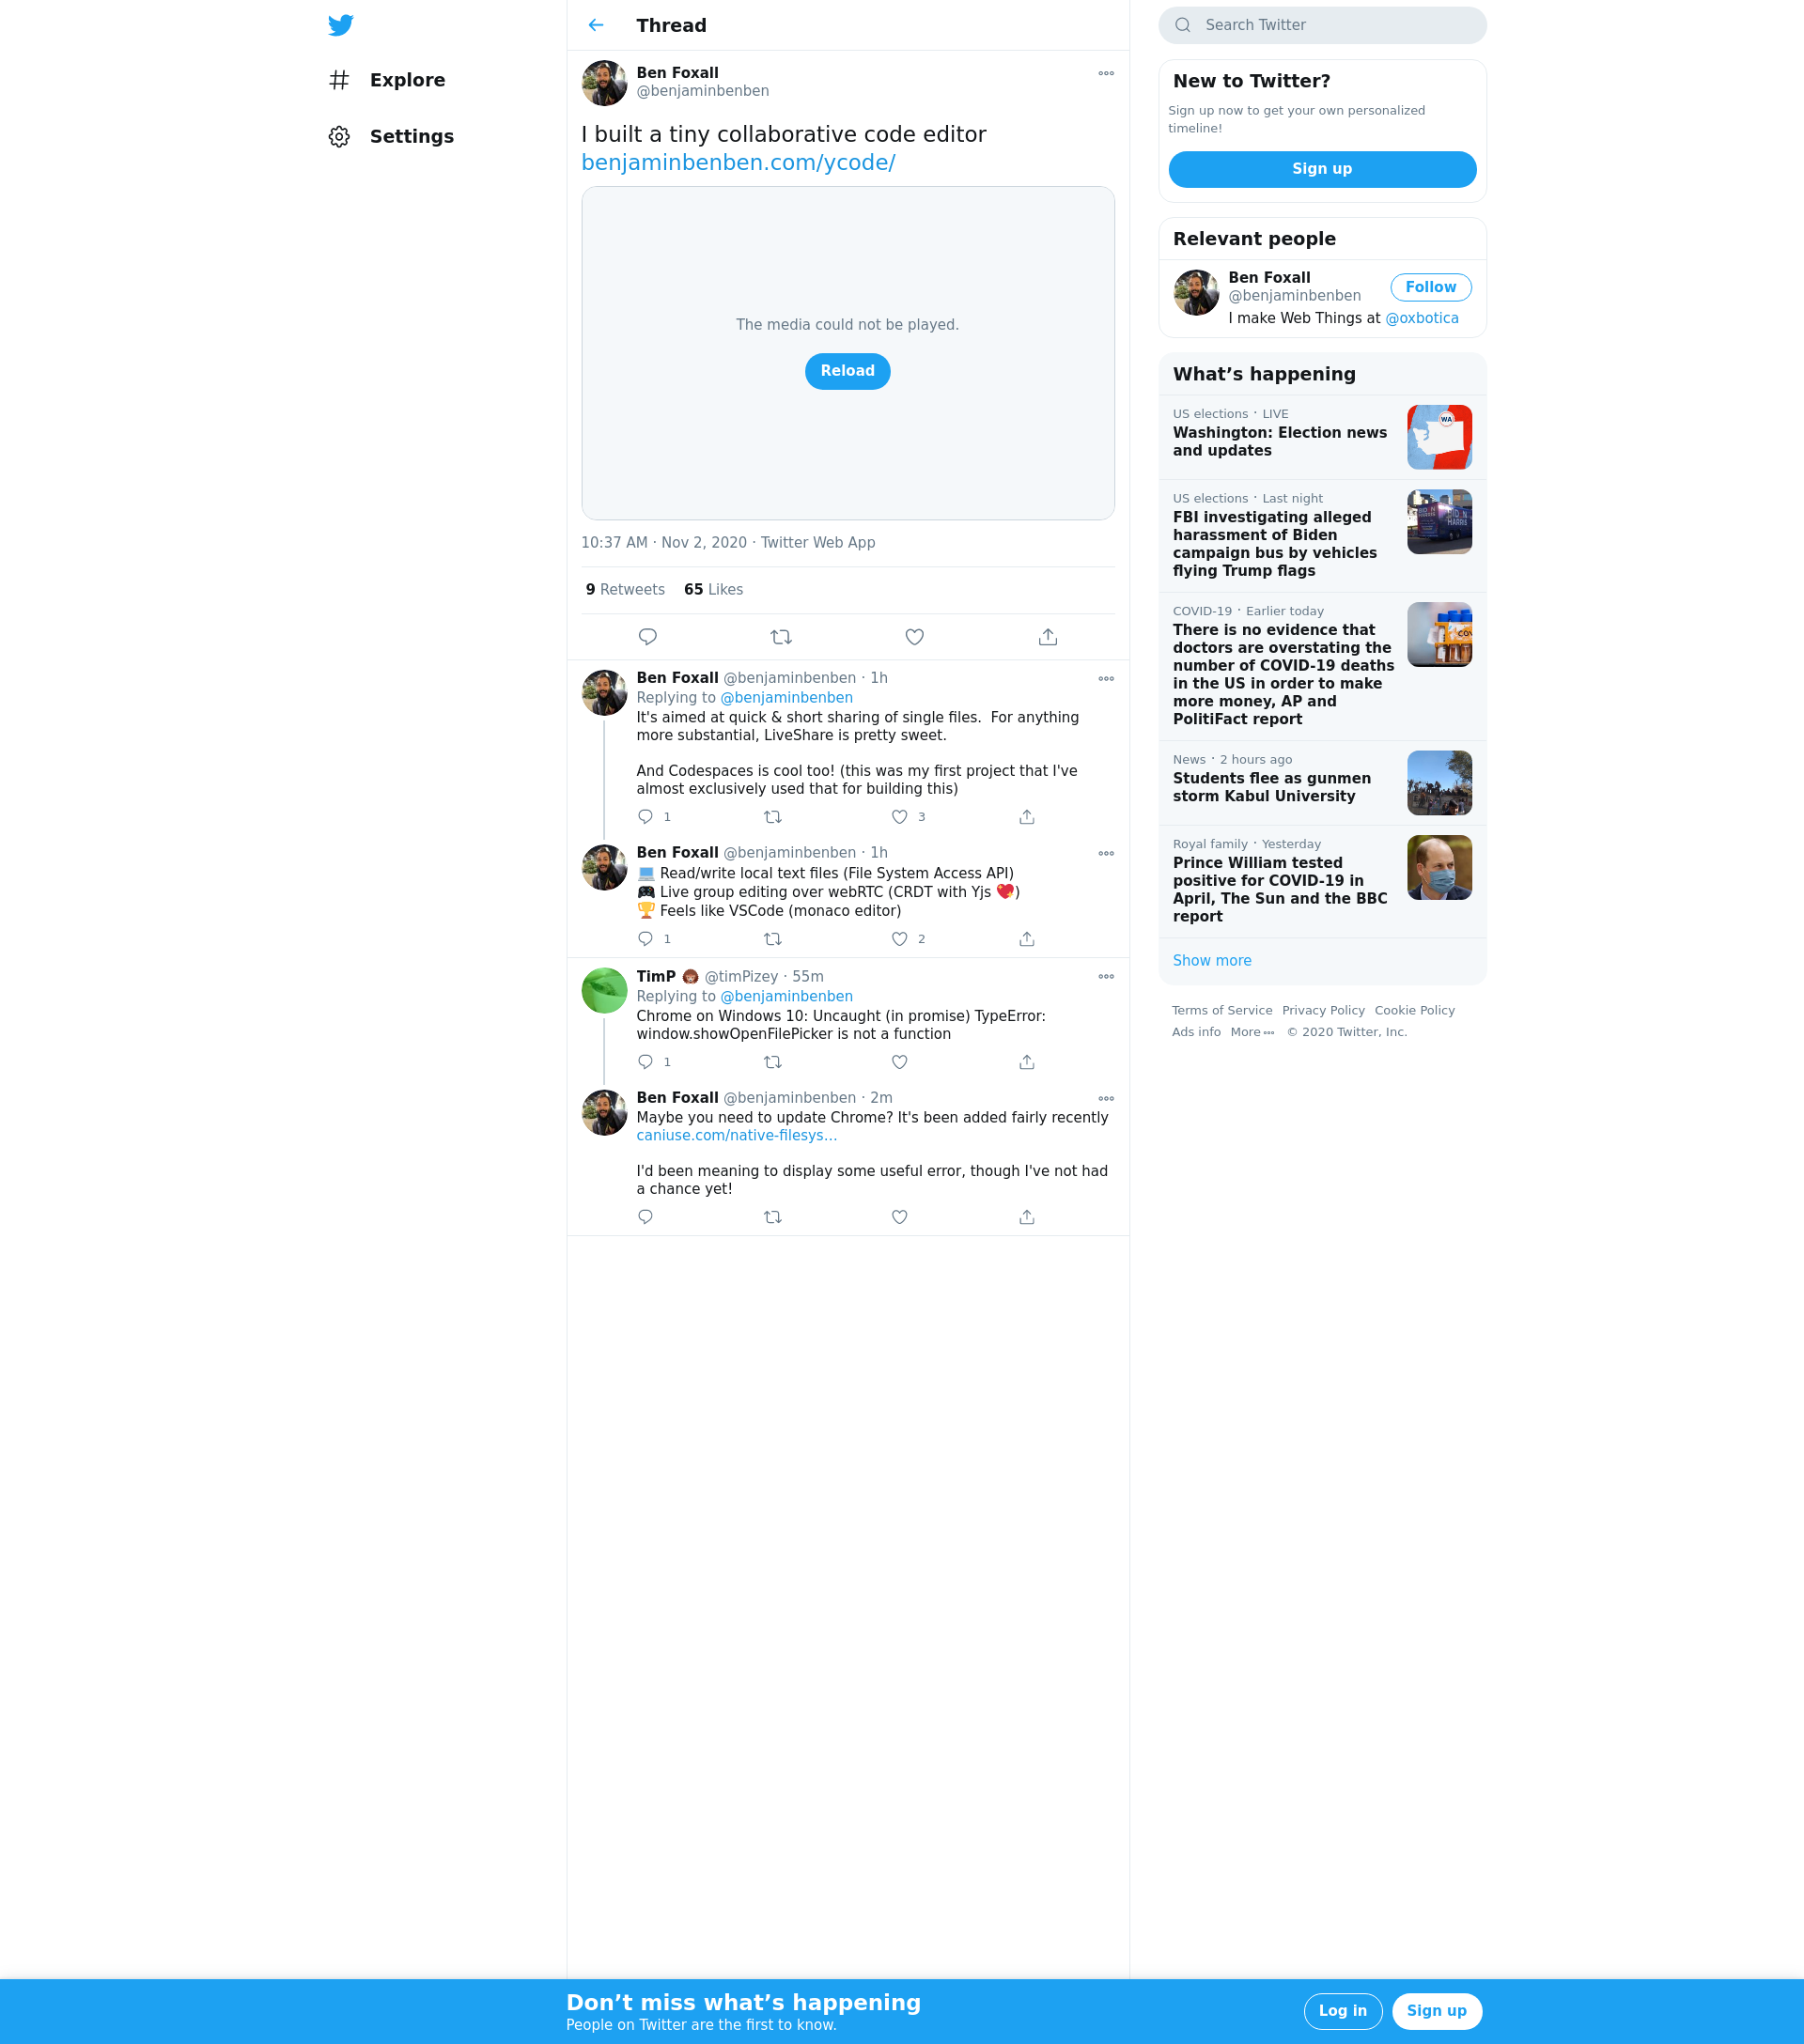 Explore
Settings
Thread
Ben Foxall
@benjaminbenben
I built a tiny collaborative code editor
benjaminbenben.com/ycode/
The media could not be played.
Reload
10:37 AM · Nov 2, 2020 · Twitter Web App
9 Retweets 65 Likes
Ben Foxall @benjaminbenben · 1h
Replying to @benjaminbenben
It's aimed at quick & short sharing of single files.  For anything
more substantial, LiveShare is pretty sweet.
And Codespaces is cool too! (this was my first project that I've
almost exclusively used that for building this)
1 3
Ben Foxall @benjaminbenben · 1h
💻 Read/write local text files (File System Access API)
🎮 Live group editing over webRTC (CRDT with Yjs 💖)
🏆 Feels like VSCode (monaco editor)
1 2
TimP @timPizey · 55m
Replying to @benjaminbenben
Chrome on Windows 10: Uncaught (in promise) TypeError:
window.showOpenFilePicker is not a function
1
Ben Foxall @benjaminbenben · 2m
Maybe you need to update Chrome? It's been added fairly recently
caniuse.com/native-filesys…
I'd been meaning to display some useful error, though I've not had
a chance yet!
Search Twitter
New to Twitter?
Sign up now to get your own personalized
timeline!
Sign up
Relevant people
Ben Foxall
@benjaminbenben
Follow
I make Web Things at @oxbotica
What’s happening
US elections · LIVE
Washington: Election news
and updates
WA
US elections · Last night
FBI investigating alleged
harassment of Biden
campaign bus by vehicles
flying Trump flags
COVID-19 · Earlier today
There is no evidence that
doctors are overstating the
number of COVID-19 deaths
in the US in order to make
more money, AP and
PolitiFact report
News · 2 hours ago
Students flee as gunmen
storm Kabul University
Royal family · Yesterday
Prince William tested
positive for COVID-19 in
April, The Sun and the BBC
report
Show more
Terms of Service Privacy Policy Cookie Policy
Ads info More © 2020 Twitter, Inc.
Don’t miss what’s happening
People on Twitter are the first to know.
Log in
Sign up